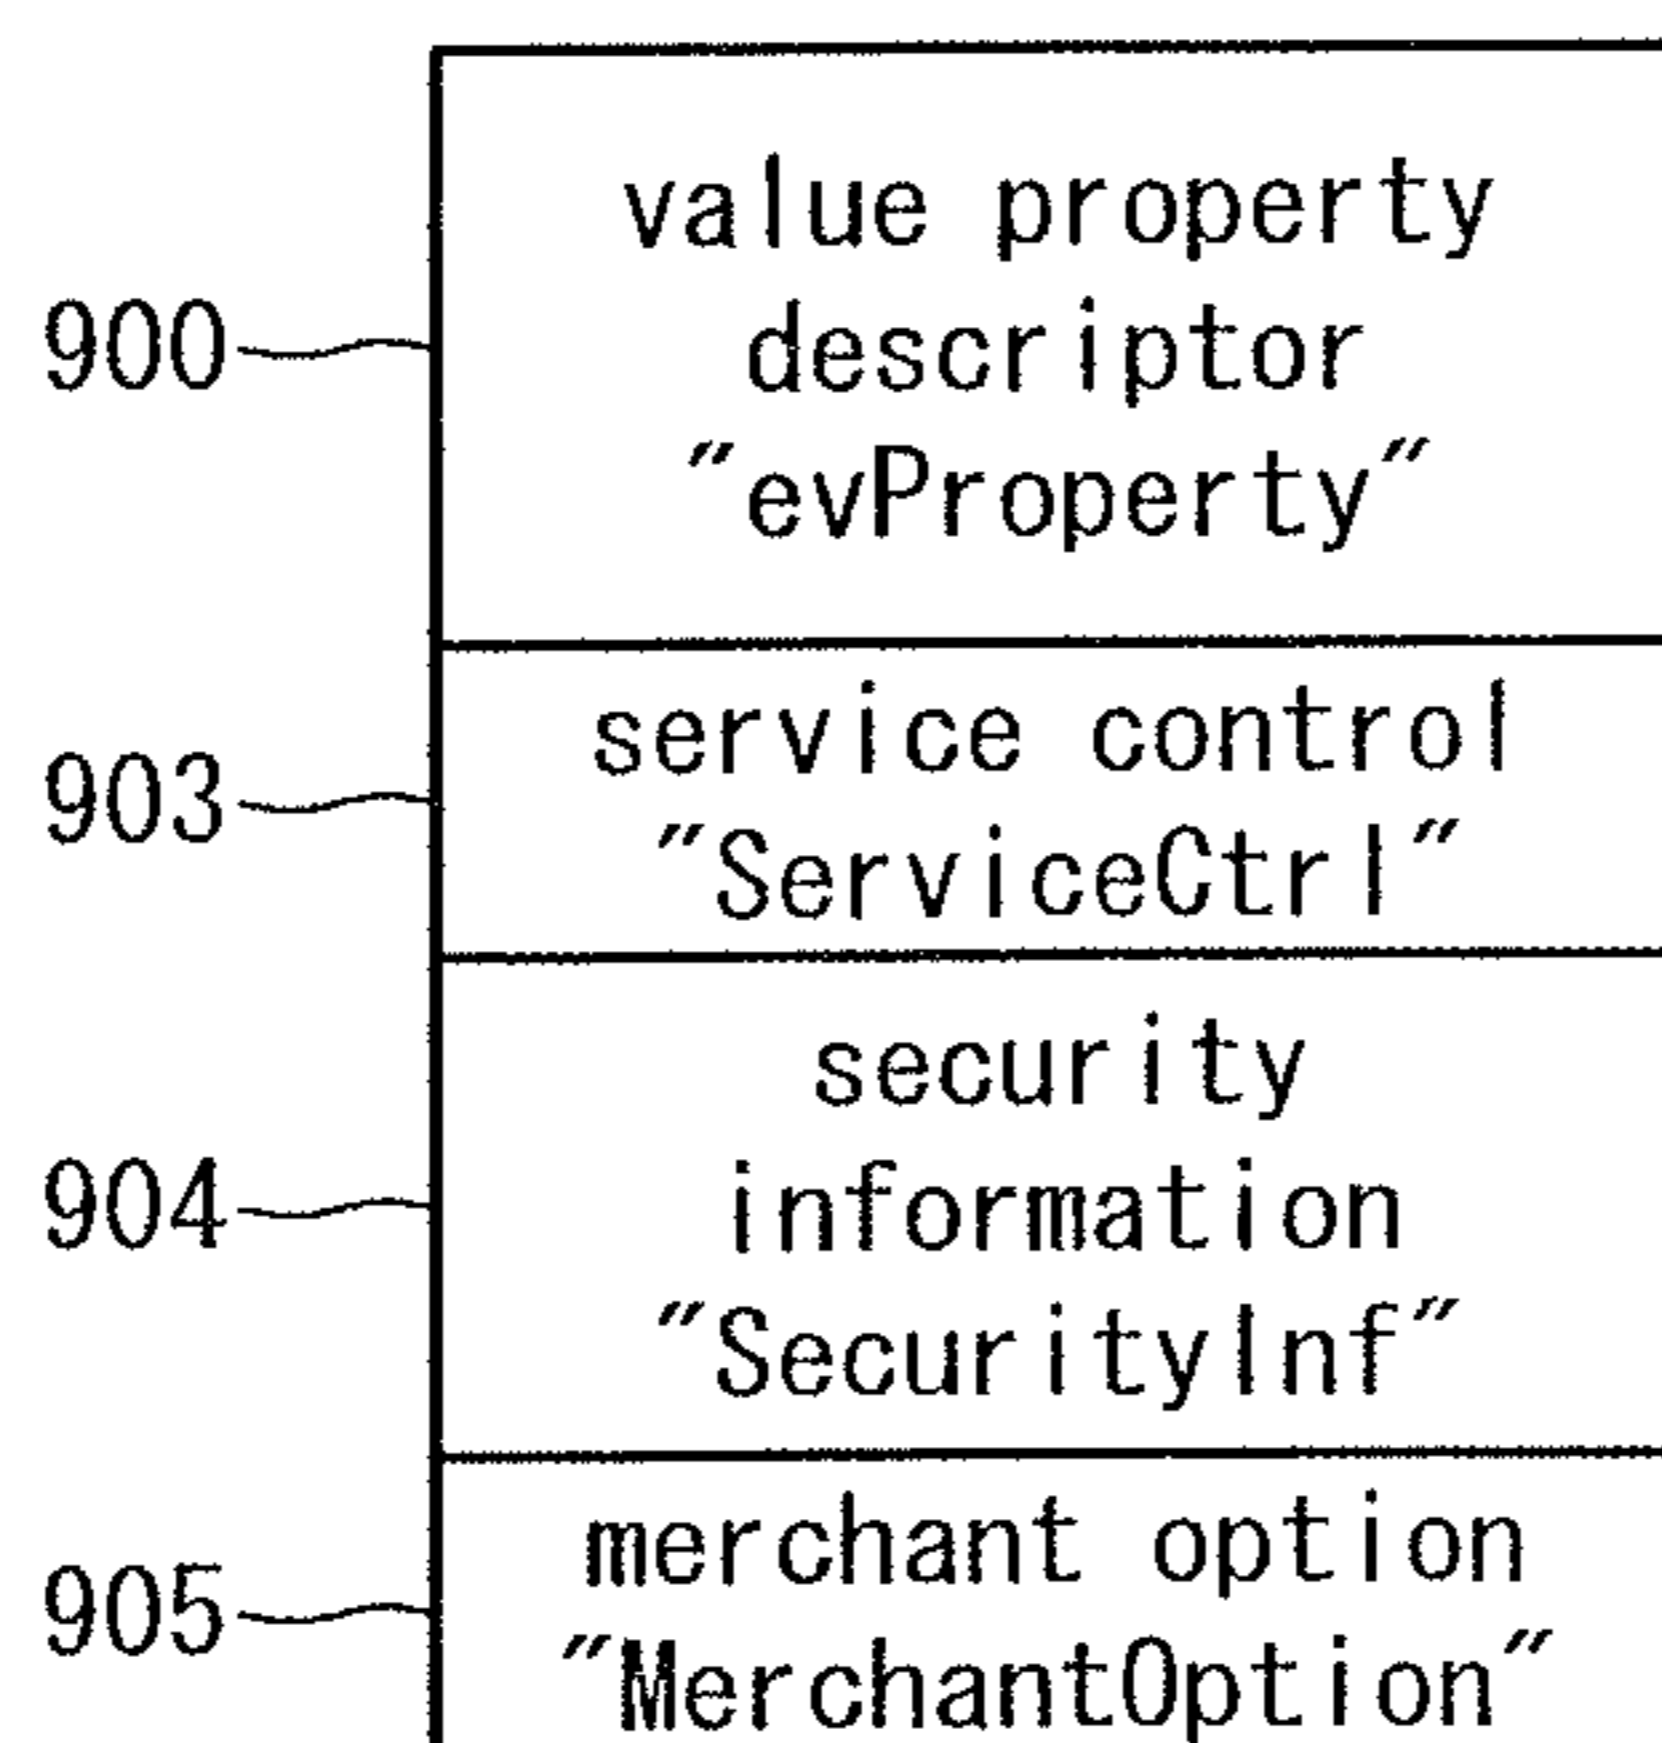 value property
900 descriptor
"evProperty"
903 service control
"ServiceCtrl"
security
904 information
"SecurityInf"
merchant option
905 "MerchantOption"